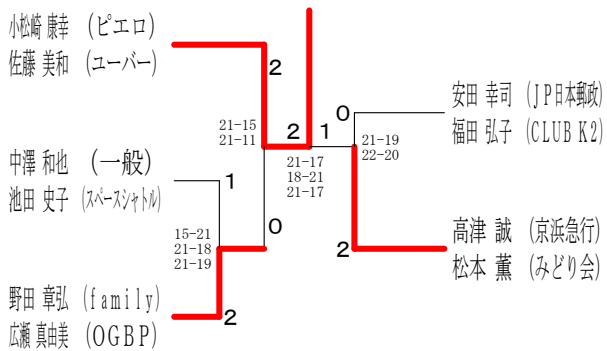 小松崎 康幸 (ピエロ)
佐藤 美和 (ユーバー)
2
21-15
21-11
2
1
21-17
18-21
21-17
0
安田 幸司 (JP日本郵政)
福田 弘子 (CLUB K2)
21-19
22-20
中澤 和也 (一般)
池田 史子 (スペースシャトル)
1
0
15-21
21-18
21-19
2
高津 誠 (京浜急行)
松本 薫 (みどり会)
野田 章弘 (family)
広瀬 真由美 (OGBP)
2